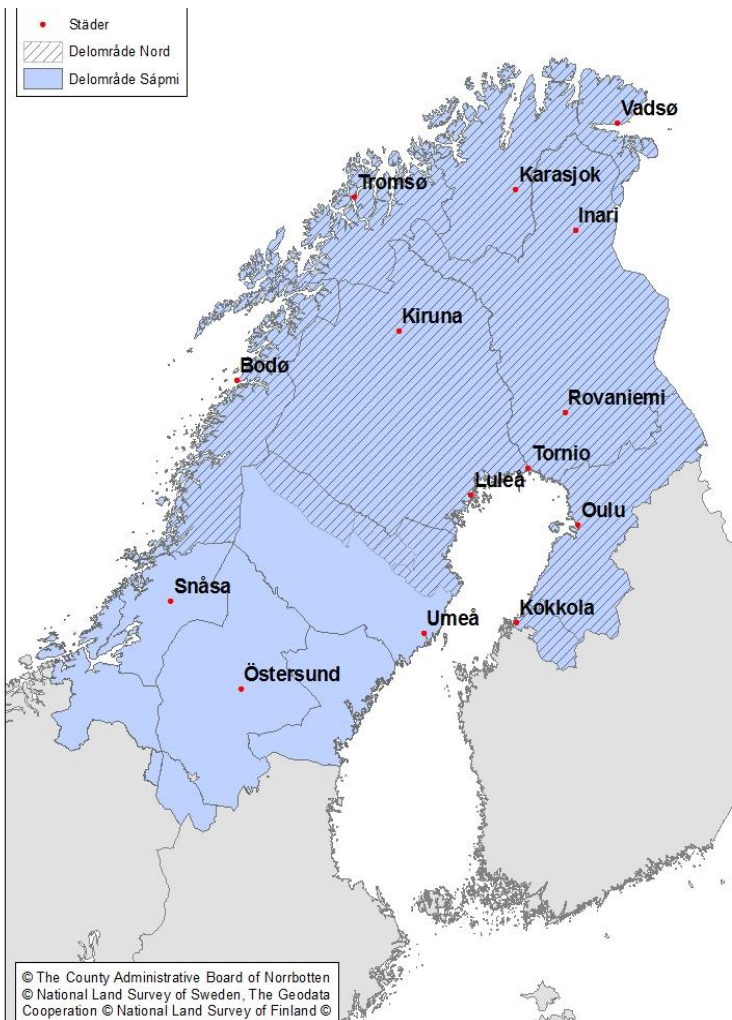 Städer
Delområde Nord
Delområde Sápmi
Vadsø
Karasjok
Tromsø
Inari
Kiruna
Bodø
Rovaniemi
Tornio
Luleå
Oulu
Snåsa
Kokkola
Umeå
Östersund
© The County Administrative Board of Norrbotten
© National Land Survey of Sweden, The Geodata
Cooperation © National Land Survey of Finland ©